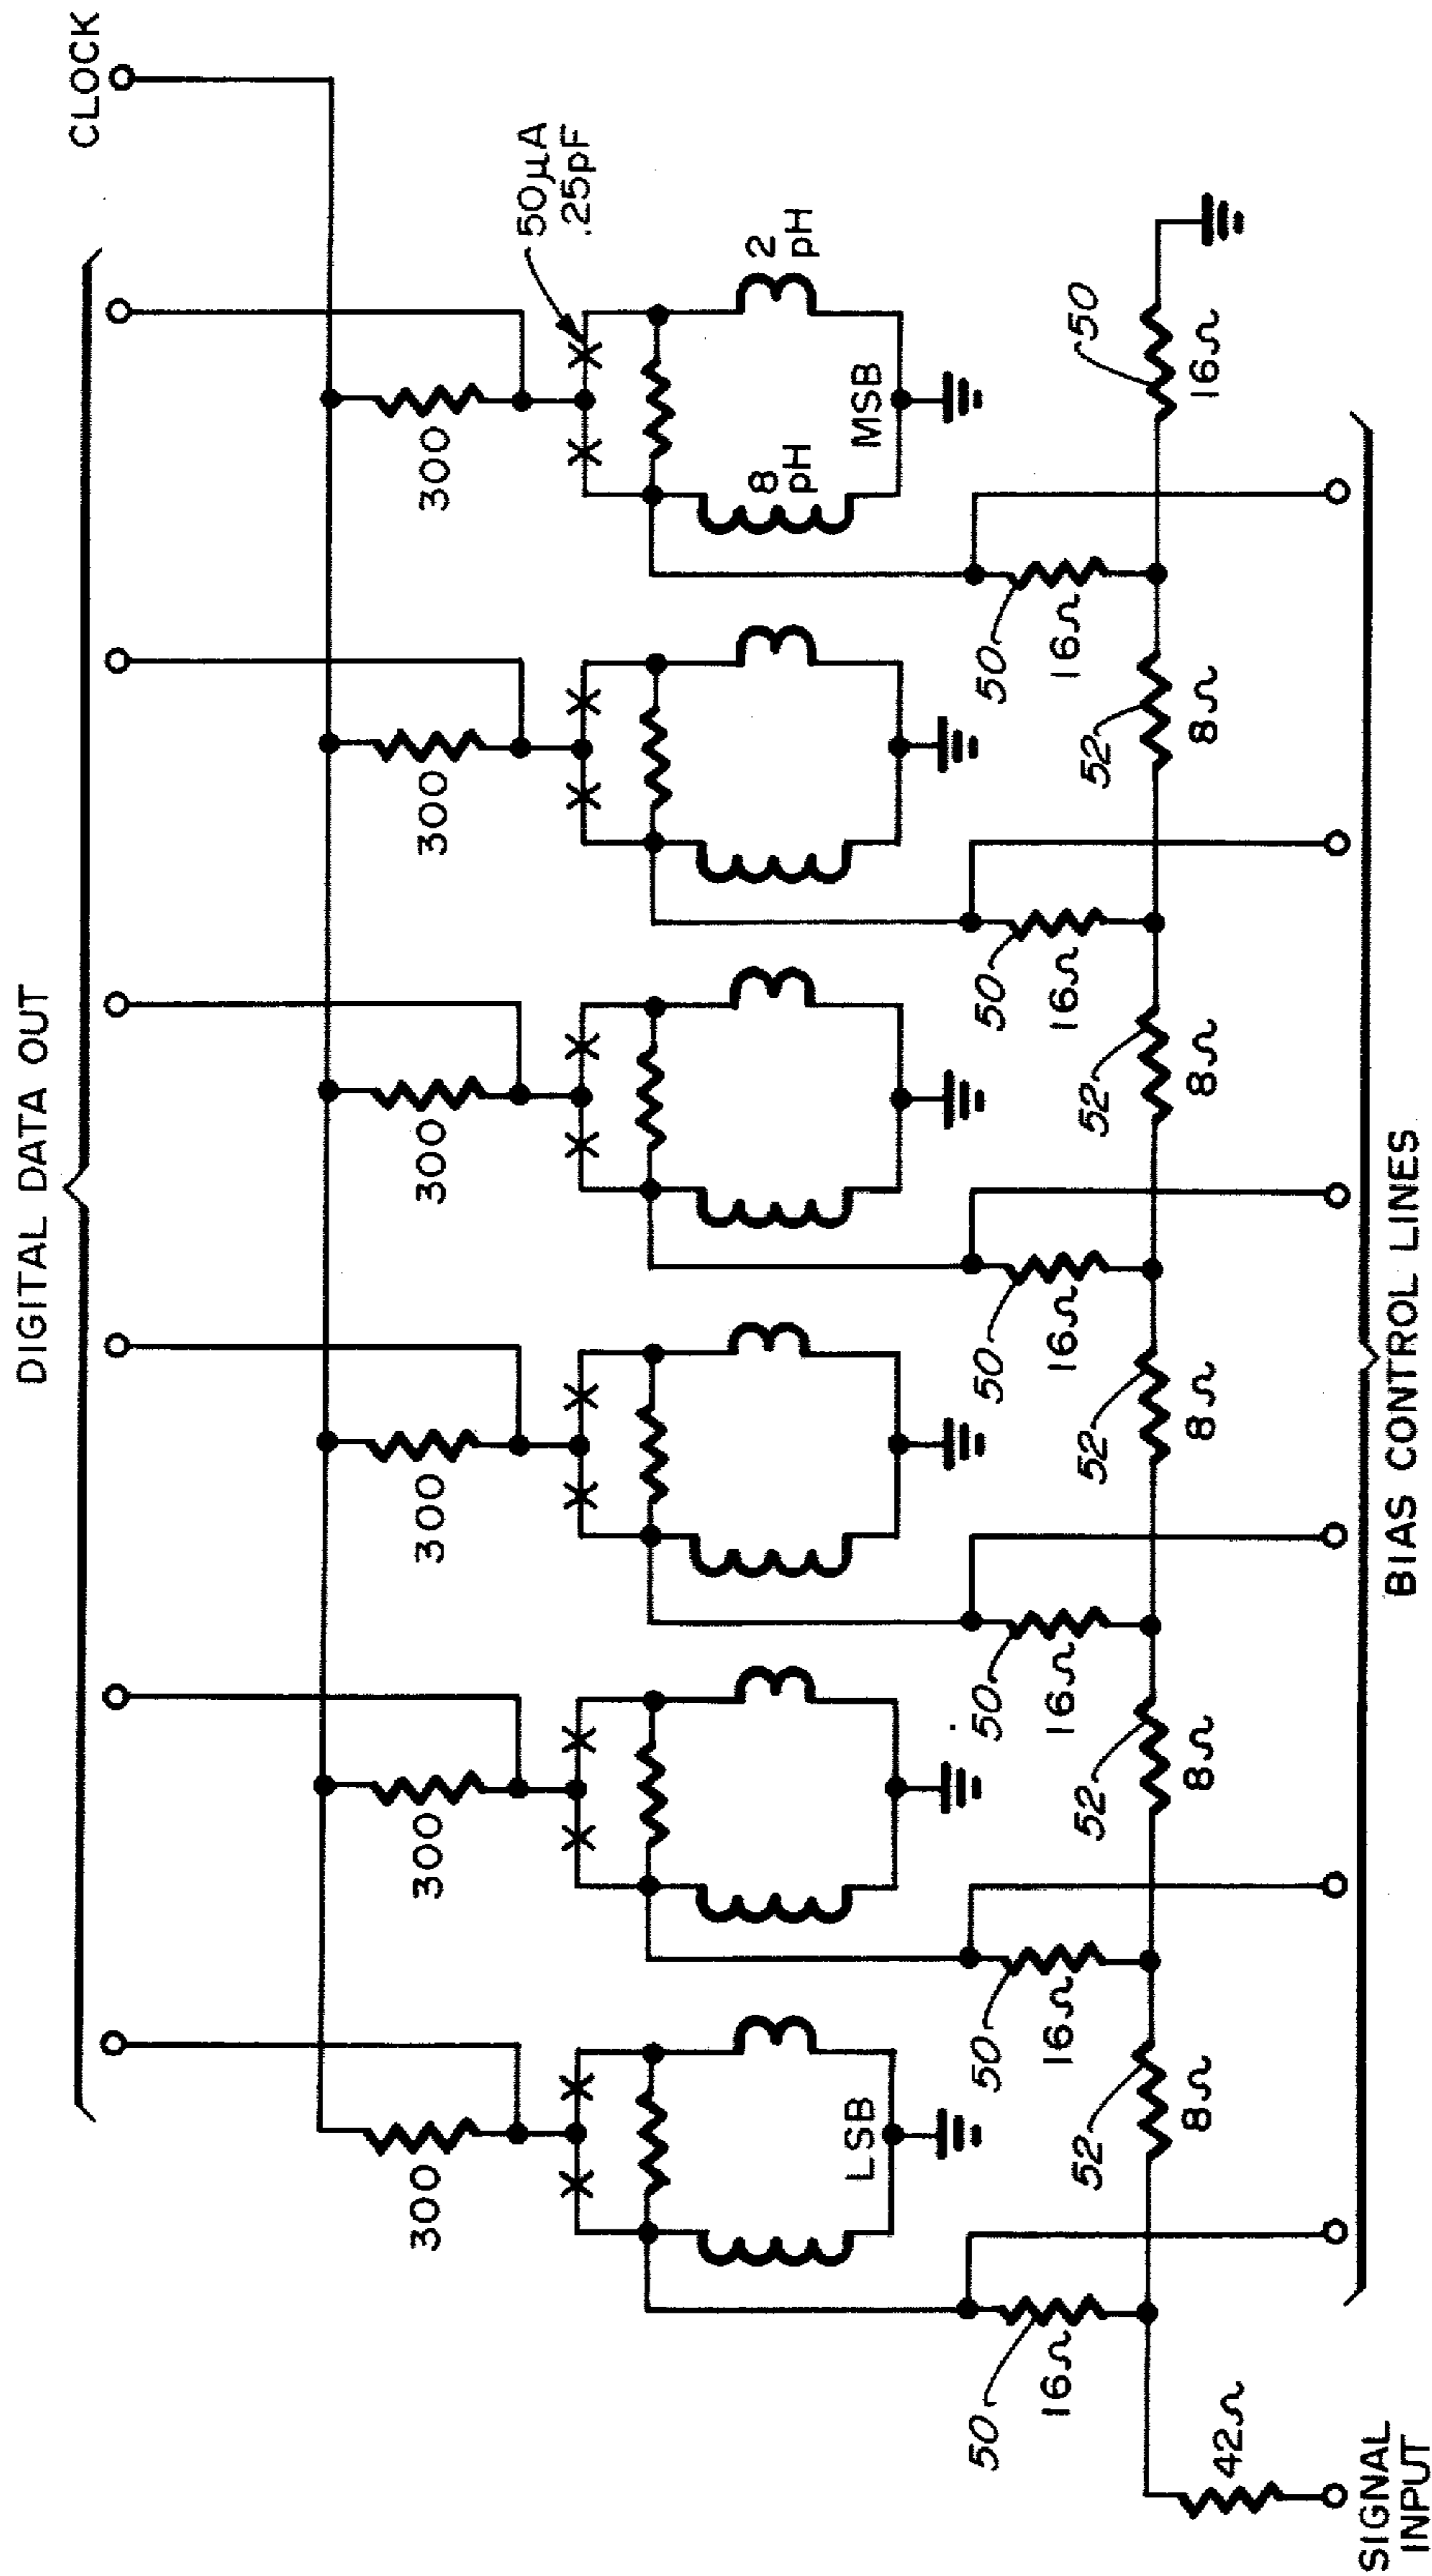 DIGITAL DATA OUT
CLOCK
300
300
300
300
300
300
50μA
.25pF
LSB
8
pH
2
pH
MSB
50
16Ω
50
16Ω
50
16Ω
50
16Ω
50
16Ω
50
16Ω
52
8Ω
52
8Ω
52
8Ω
52
8Ω
52
8Ω
50
16Ω
42Ω
SIGNAL
INPUT
BIAS CONTROL LINES